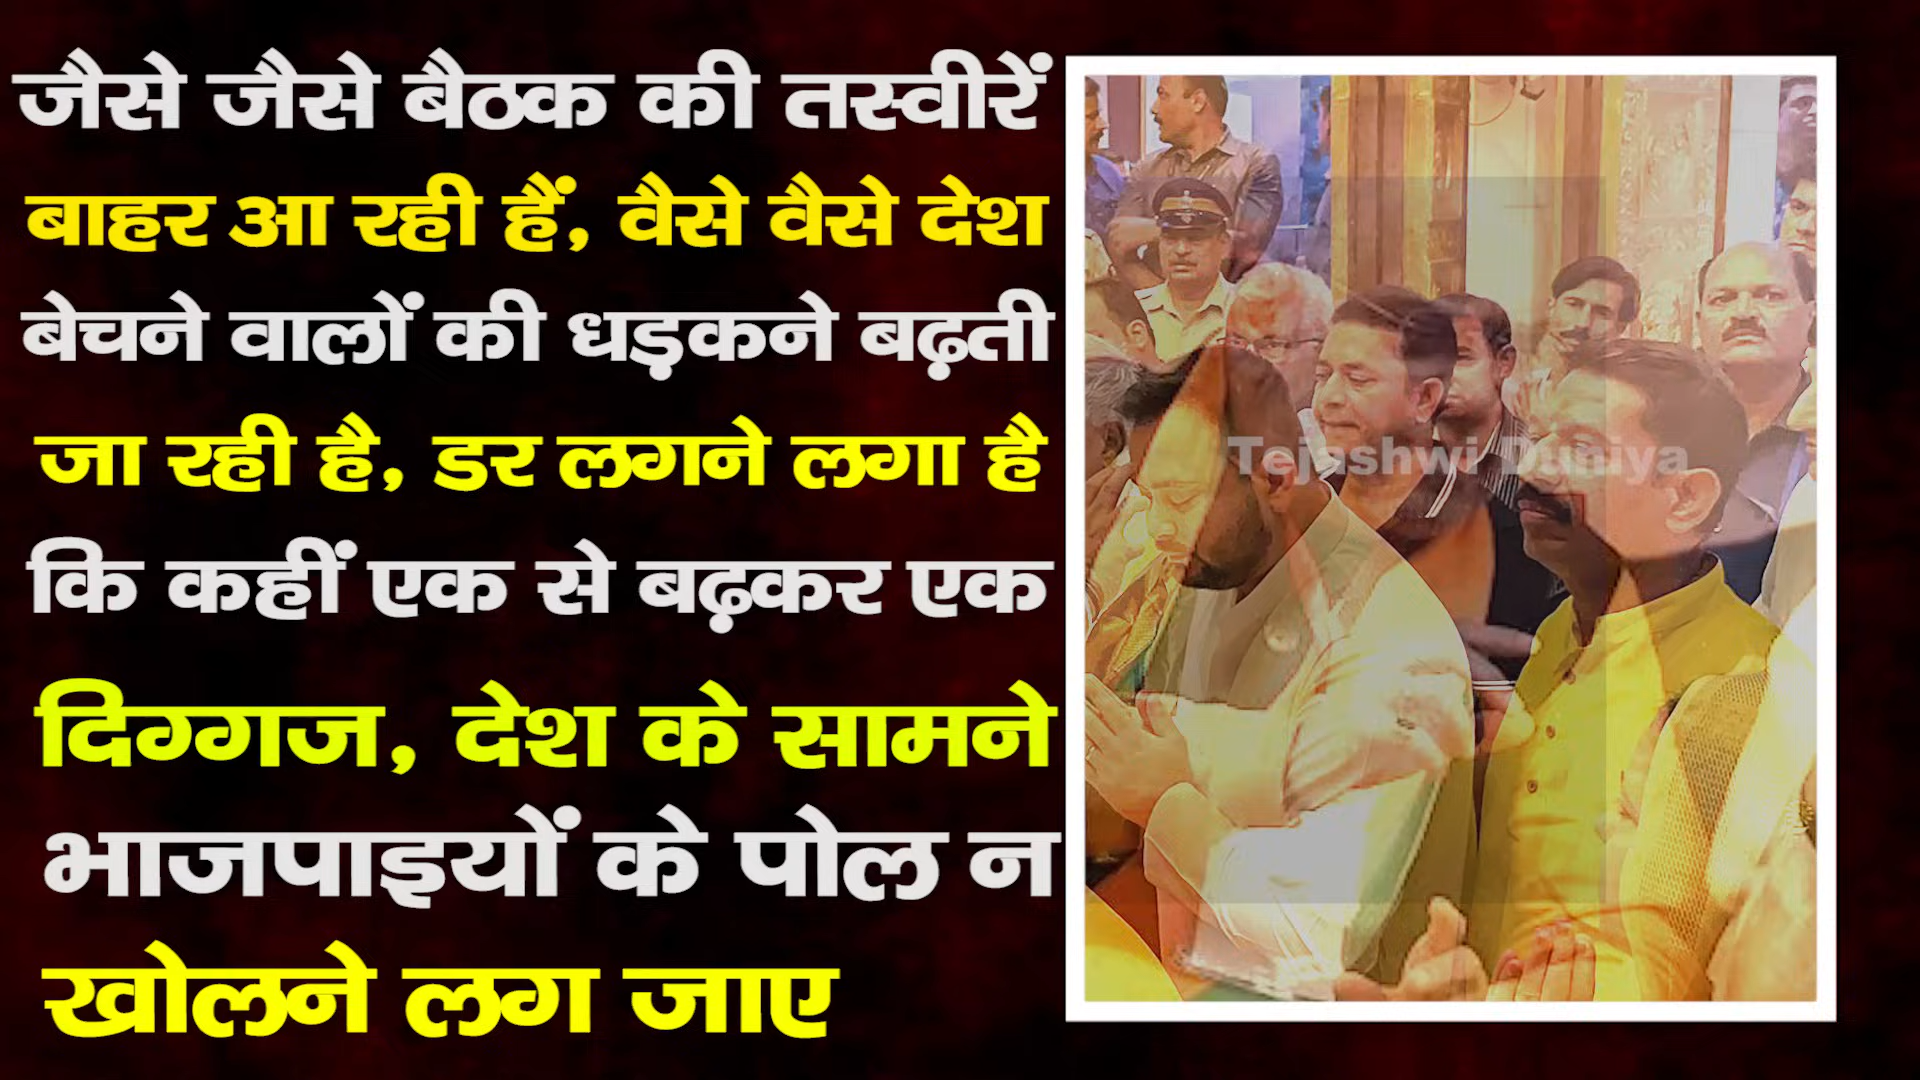 जैसे जैसे बैठक की तस्वीरें
बाहर आ रही हैं, वैसे वैसे देश
बेचने वालों की धड़कने बढ़ती
जा रही है, डर लगने लगा है
कि कहीं एक से बढ़कर एक
दिग्गज, देश के सामने
भाजपाइयों के पोल न
खोलने लग जाए
Tejashwi Duniya